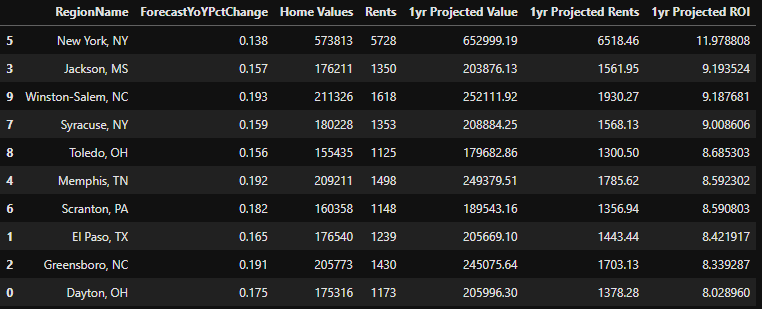 RegionName ForecastYoYPctChange Home Values Rents 1yr Projected Value 1yr Projected Rents 1yr Projected ROI
5 New York, NY 0.138 573813 5728 652999.19 6518.46 11.978808
3 Jackson, MS 0.157 176211 1350 203876.13 1561.95 9.193524
9 Winston-Salem, NC 0.193 211326 1618 252111.92 1930.27 9.187681
7 Syracuse, NY 0.159 180228 1353 208884.25 1568.13 9.008606
8 Toledo, OH 0.156 155435 1125 179682.86 1300.50 8.685303
4 Memphis, TN 0.192 209211 1498 249379.51 1785.62 8.592302
6 Scranton, PA 0.182 160358 1148 189543.16 1356.94 8.590803
1 El Paso, TX 0.165 176540 1239 205669.10 1443.44 8.421917
2 Greensboro, NC 0.191 205773 1430 245075.64 1703.13 8.339287
0 Dayton, OH 0.175 175316 1173 205996.30 1378.28 8.028960